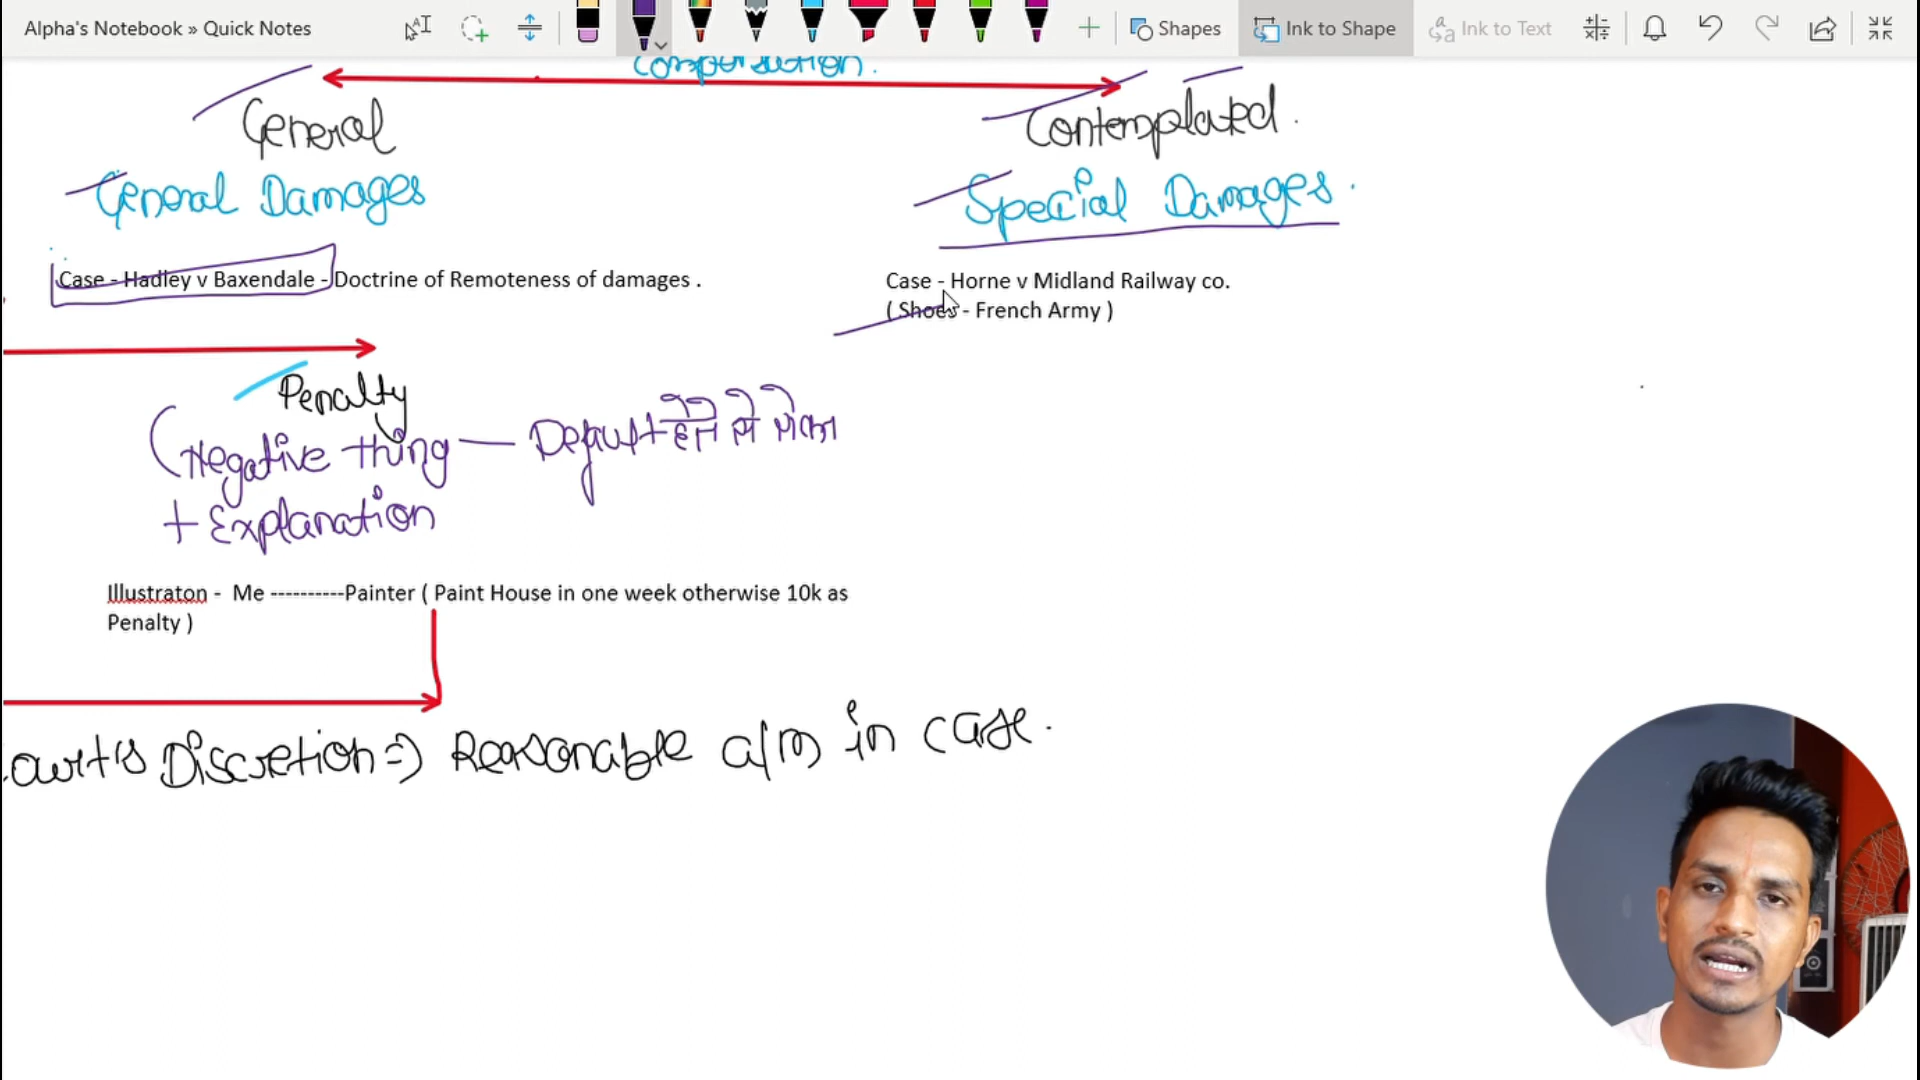 Alpha's Notebook » Quick Notes
Shapes
Ink to Shape
Ink to Text
Compensation.
General
Contemplated.
General Damages
Special Damages.
Case - Hadley v Baxendale - Doctrine of Remoteness of damages .
Case - Horne v Midland Railway co.
( Shoes - French Army )
Penalty
(Negative thing — Default देने से रोकना
+ Explanation
Illustraton - Me ----------Painter ( Paint House in one week otherwise 10k as
Penalty )
Discretion => Reasonable a/m in case.